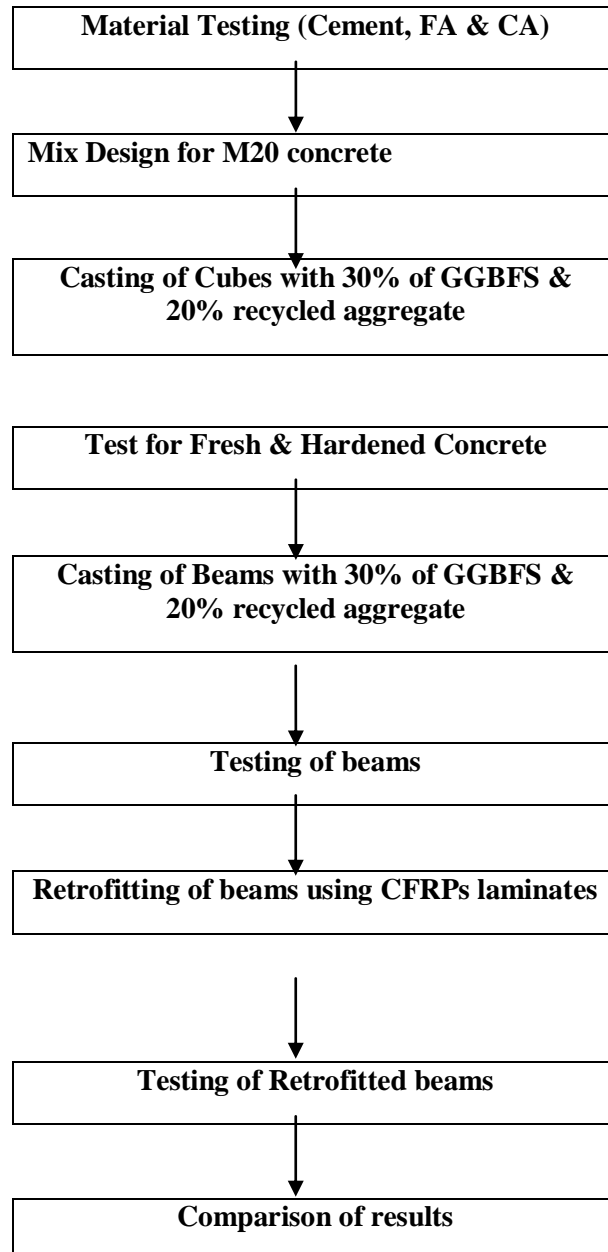 Material Testing (Cement, FA & CA)
Mix Design for M20 concrete
Casting of Cubes with 30% of GGBFS &
20% recycled aggregate
Test for Fresh & Hardened Concrete
Casting of Beams with 30% of GGBFS &
20% recycled aggregate
Testing of beams
Retrofitting of beams using CFRPs laminates
Testing of Retrofitted beams
Comparison of results